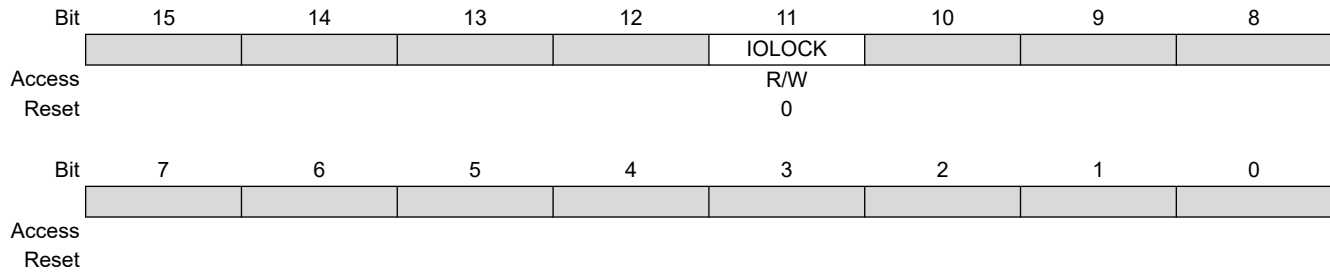 Bit 15 14 13 12 11 10 9 8
IOLOCK
Access R/W
Reset 0
Bit 7 6 5 4 3 2 1 0
Access
Reset